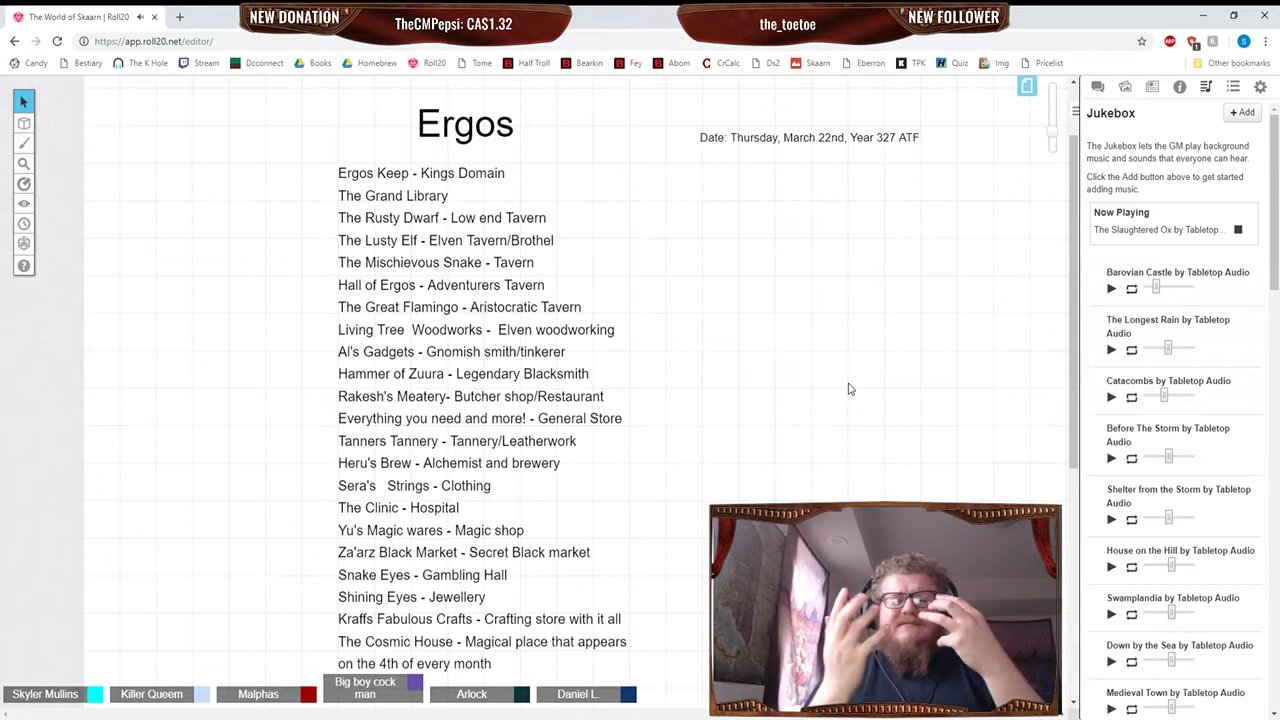 The World of Skaarn | Roll20
NEW DONATION
TheCMPepsi: CA$1.32
the_toetoe
NEW FOLLOWER
https://app.roll20.net/editor/
Candy
Bestiary
The K Hole
Stream
Dcconnect
Books
Homebrew
Roll20
Tome
Half Troll
Bearkin
Fey
Abom
CrCalc
Ds2
Skaarn
Eberron
TPK
Quiz
Img
Pricelist
Other bookmarks
Ergos
Date: Thursday, March 22nd, Year 327 ATF
Ergos Keep - Kings Domain
The Grand Library
The Rusty Dwarf - Low end Tavern
The Lusty Elf - Elven Tavern/Brothel
The Mischievous Snake - Tavern
Hall of Ergos - Adventurers Tavern
The Great Flamingo - Aristocratic Tavern
Living Tree Woodworks - Elven woodworking
Al's Gadgets - Gnomish smith/tinkerer
Hammer of Zuura - Legendary Blacksmith
Rakesh's Meatery- Butcher shop/Restaurant
Everything you need and more! - General Store
Tanners Tannery - Tannery/Leatherwork
Heru's Brew - Alchemist and brewery
Sera's Strings - Clothing
The Clinic - Hospital
Yu's Magic wares - Magic shop
Za'arz Black Market - Secret Black market
Snake Eyes - Gambling Hall
Shining Eyes - Jewellery
Kraffs Fabulous Crafts - Crafting store with it all
The Cosmic House - Magical place that appears
on the 4th of every month
Skyler Mullins
Killer Queem
Malphas
Big boy cock
man
Arlock
Daniel L.
Jukebox
+ Add
The Jukebox lets the GM play background
music and sounds that everyone can hear.
Click the Add button above to get started
adding music.
Now Playing
The Slaughtered Ox by Tabletop...
Barovian Castle by Tabletop Audio
The Longest Rain by Tabletop
Audio
Catacombs by Tabletop Audio
Before The Storm by Tabletop
Audio
Shelter from the Storm by Tabletop
Audio
House on the Hill by Tabletop Audio
Swamplandia by Tabletop Audio
Down by the Sea by Tabletop Audio
Medieval Town by Tabletop Audio